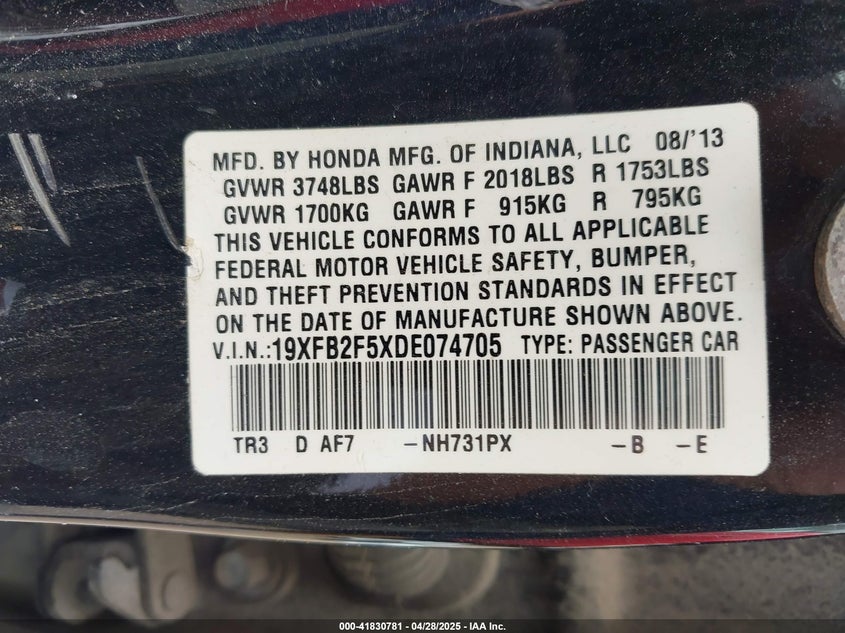 MFD. BY HONDA MFG. OF INDIANA, LLC 08/'13
GVWR 3748LBS GAWR F 2018LBS R 1753LBS
GVWR 1700KG GAWR F 915KG R 795KG
THIS VEHICLE CONFORMS TO ALL APPLICABLE
FEDERAL MOTOR VEHICLE SAFETY, BUMPER,
AND THEFT PREVENTION STANDARDS IN EFFECT
ON THE DATE OF MANUFACTURE SHOWN ABOVE.
V.I.N.:19XFB2F5XDE074705 TYPE: PASSENGER CAR
TR3 D AF7 -NH731PX -B -E
000-41830781 | 04/28/2025 - IAA Inc.